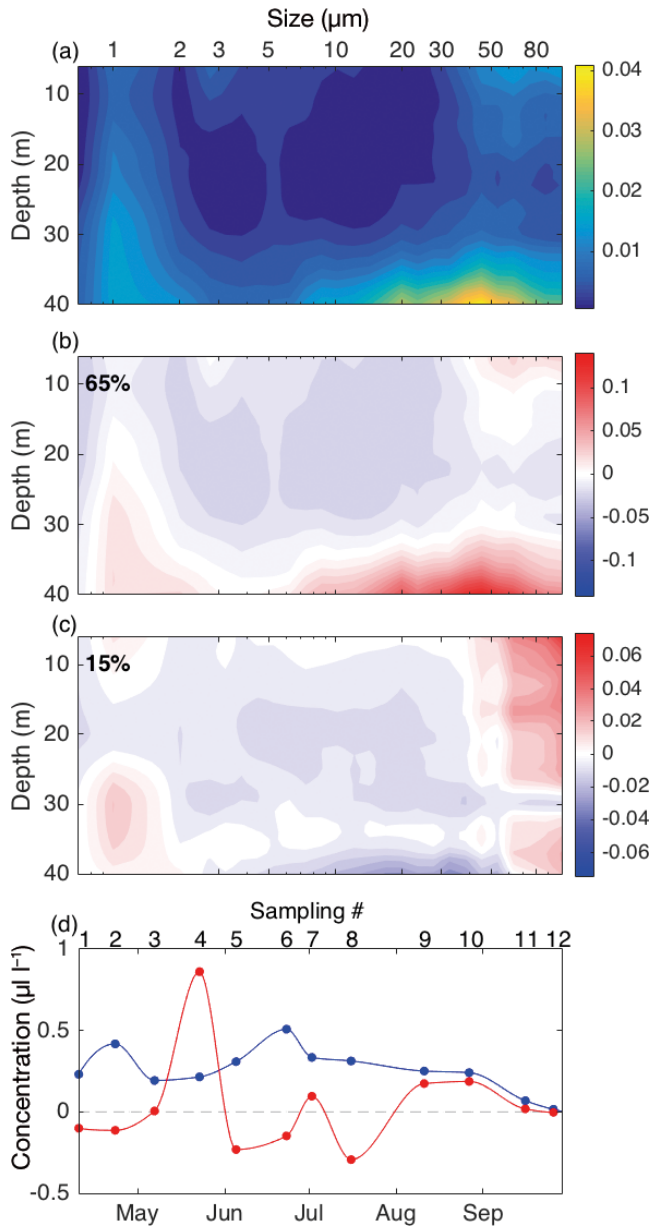 Size (µm)
(a) 1 2 3 5 10 20 30 50 80
Depth (m)
10
20
30
40
0.04
0.03
0.02
0.01
(b)
65%
Depth (m)
10
20
30
40
0.1
0.05
0
-0.05
-0.1
(c)
15%
Depth (m)
10
20
30
40
0.06
0.04
0.02
0
-0.02
-0.04
-0.06
Sampling #
(d)
1 2 3 4 5 6 7 8 9 10 11 12
Concentration (µl l⁻¹)
1
0.5
0
-0.5
May Jun Jul Aug Sep